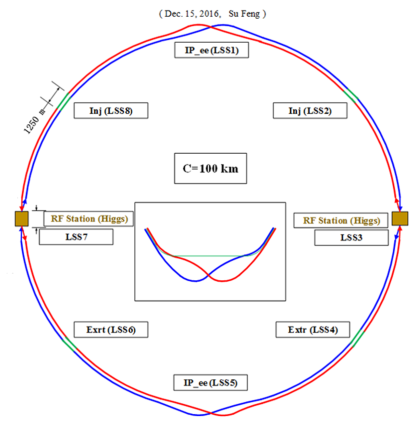 ( Dec. 15, 2016,   Su Feng )
IP_ee (LSS1)
Inj (LSS8)
Inj (LSS2)
1250 m
C=100 km
RF Station (Higgs)
RF Station (Higgs)
LSS7
LSS3
Exrt (LSS6)
Extr (LSS4)
IP_ee (LSS5)